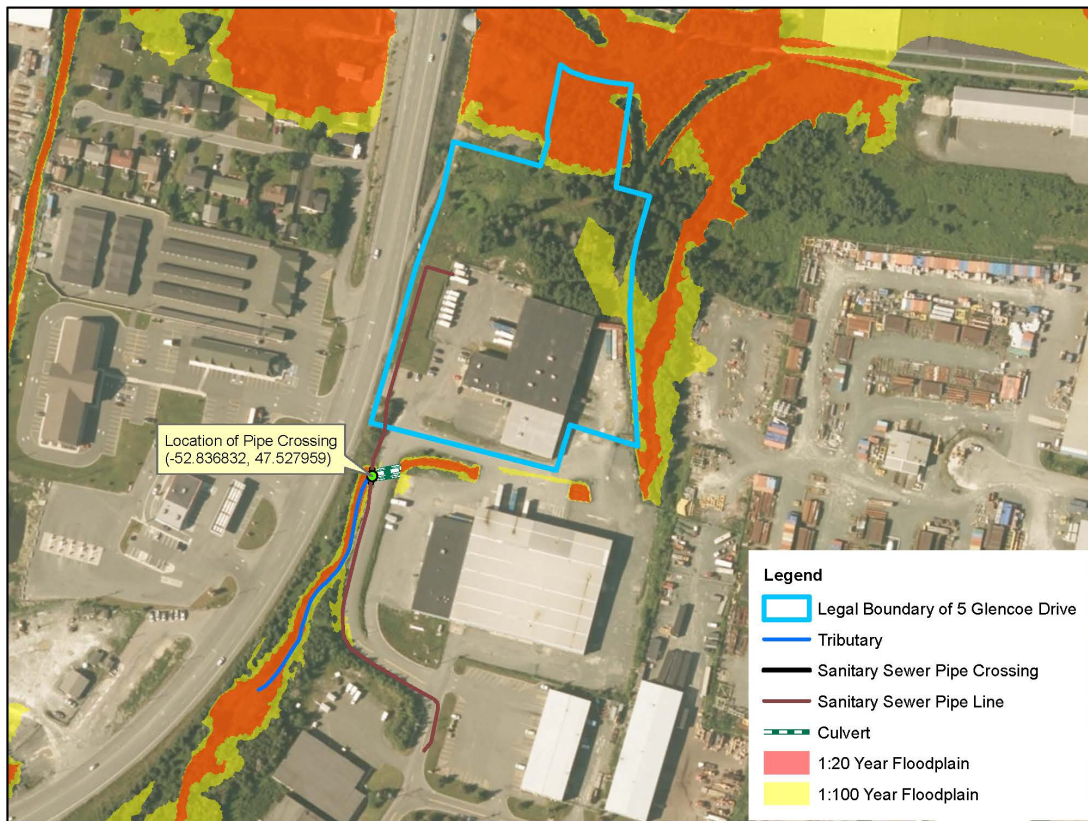 Location of Pipe Crossing
(-52.836832, 47.527959)
Legend
Legal Boundary of 5 Glencoe Drive
Tributary
Sanitary Sewer Pipe Crossing
Sanitary Sewer Pipe Line
Culvert
1:20 Year Floodplain
1:100 Year Floodplain